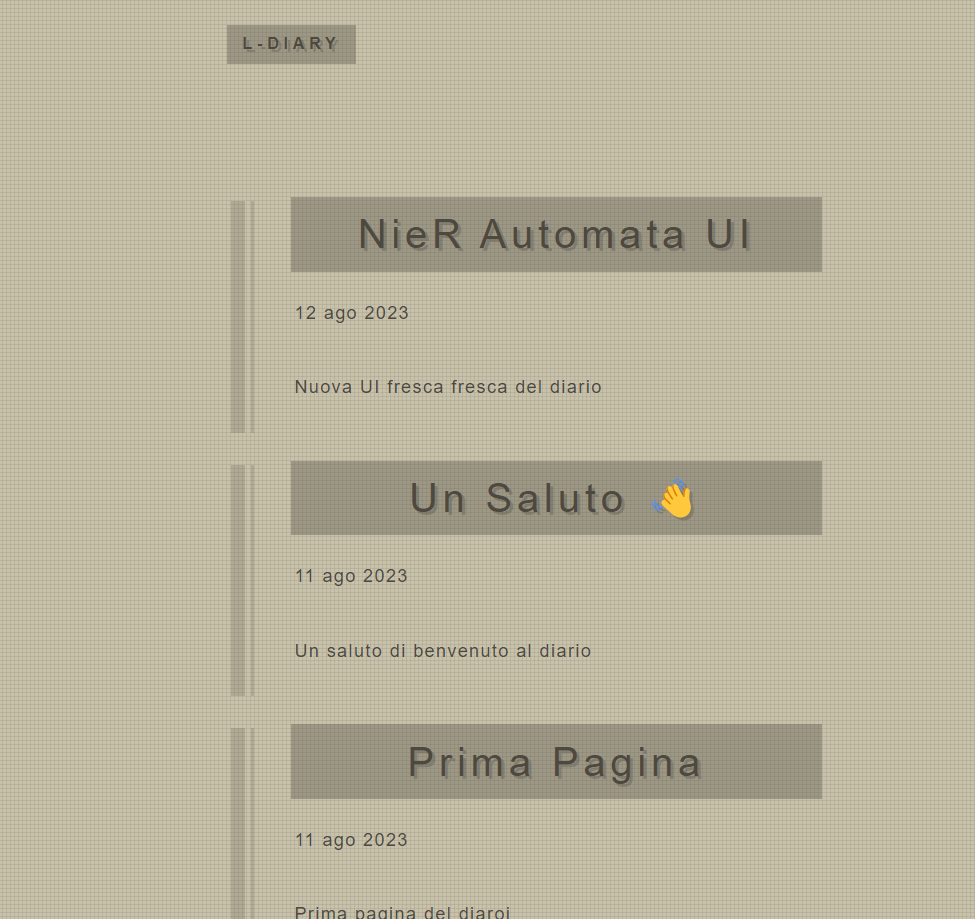 L-DIARY
NieR Automata UI
12 ago 2023
Nuova UI fresca fresca del diario
Un Saluto 👋
11 ago 2023
Un saluto di benvenuto al diario
Prima Pagina
11 ago 2023
Prima pagina del diaroi